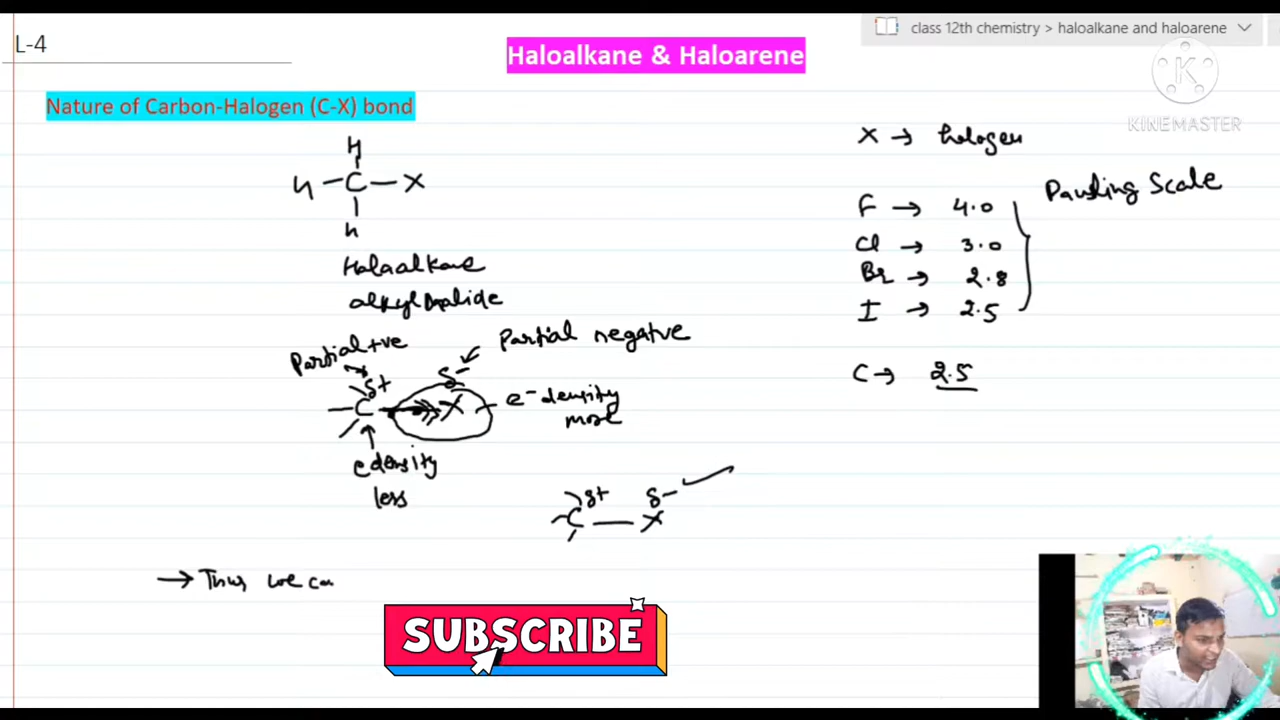 L-4
class 12th chemistry > haloalkane and haloarene
Haloalkane & Haloarene
KINEMASTER
Nature of Carbon-Halogen (C-X) bond
H
H – C – X
H
Haloalkane
alkyl halide
Partial +ve
Partial negatve
δ+ δ-
C X
e- density
more
e density
less
δ+ δ-
C — X
→ Thus we ca
X → halogen
F → 4.0
Cl → 3.0
Br → 2.8
I → 2.5
Pauling Scale
C → 2.5
SUBSCRIBE
K